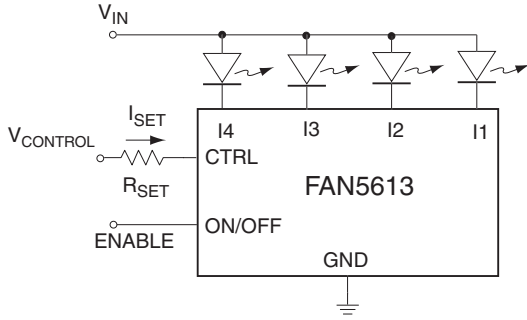 V_IN
I4 I3 I2 I1
I_SET
V_CONTROL
CTRL
R_SET
FAN5613
ON/OFF
ENABLE
GND